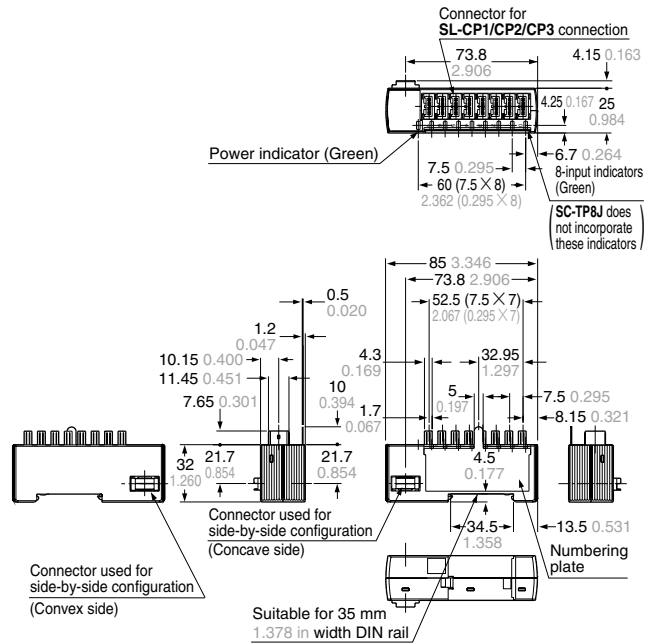 Connector for
SL-CP1/CP2/CP3 connection
73.8
2.906
4.15 0.163
4.25 0.167
25
0.984
Power indicator (Green)
7.5 0.295
6.7 0.264
60 (7.5 × 8)
2.362 (0.295 × 8)
8-input indicators
(Green)
(SC-TP8J does
not incorporate
these indicators)
85 3.346
73.8 2.906
0.5
0.020
52.5 (7.5 × 7)
2.067 (0.295 × 7)
1.2
0.047
10.15 0.400
4.3
0.169
32.95
1.297
11.45 0.451
10
0.394
5
0.197
7.5 0.295
7.65 0.301
1.7
0.067
8.15 0.321
32
1.260
21.7
0.854
21.7
0.854
4.5
0.177
Connector used for
side-by-side configuration
(Concave side)
34.5
1.358
13.5 0.531
Numbering
plate
Connector used for
side-by-side configuration
(Convex side)
Suitable for 35 mm
1.378 in width DIN rail